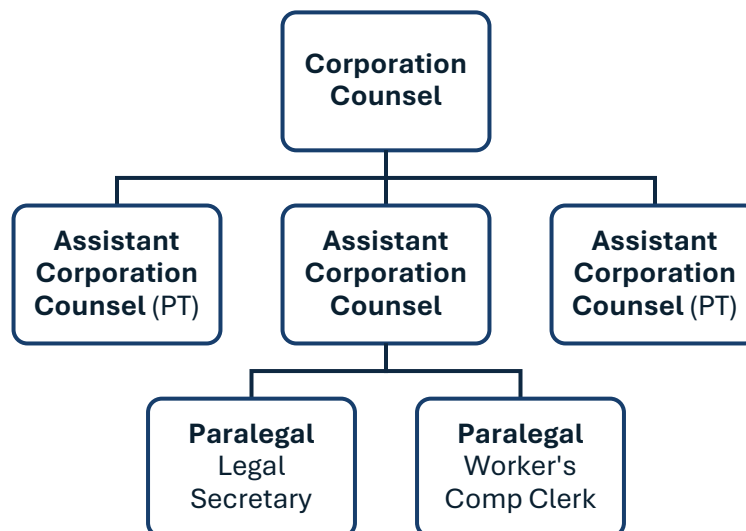 Corporation
Counsel
Assistant
Corporation
Counsel (PT)
Assistant
Corporation
Counsel
Assistant
Corporation
Counsel (PT)
Paralegal
Legal
Secretary
Paralegal
Worker's
Comp Clerk